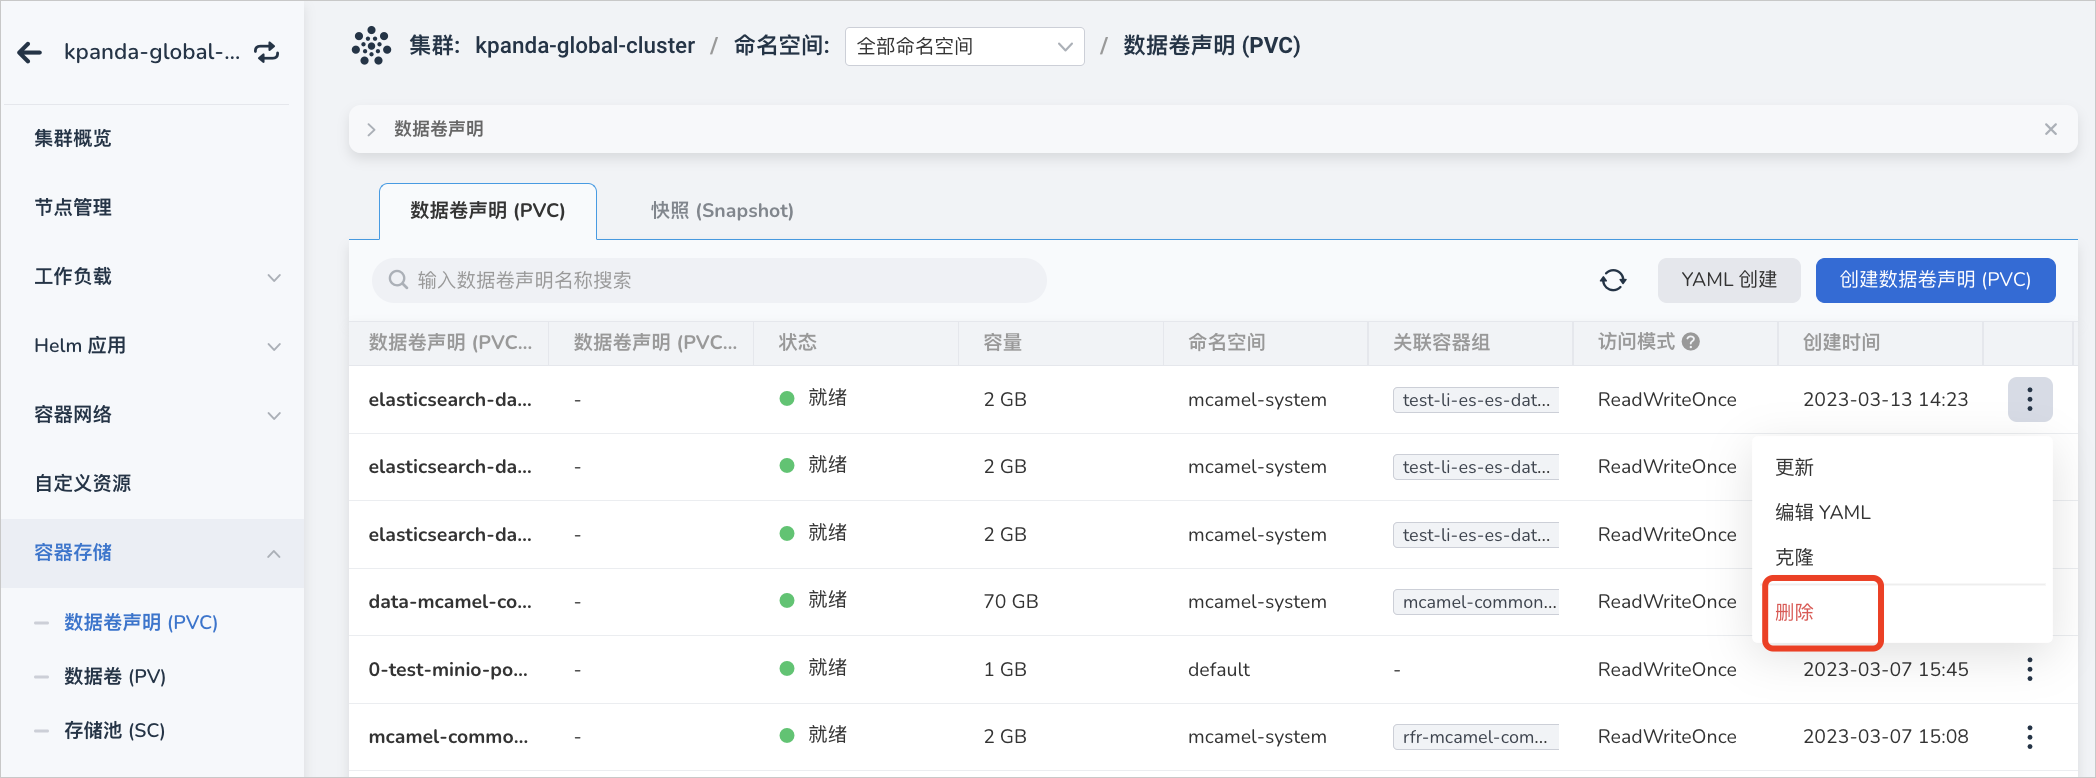 kpanda-global-...
集群: kpanda-global-cluster / 命名空间: 全部命名空间 / 数据卷声明 (PVC)
集群概览
节点管理
工作负载
Helm 应用
容器网络
自定义资源
容器存储
数据卷声明 (PVC)
数据卷 (PV)
存储池 (SC)
数据卷声明
数据卷声明 (PVC) 快照 (Snapshot)
输入数据卷声明名称搜索 YAML 创建 创建数据卷声明 (PVC)
数据卷声明 (PVC... 数据卷声明 (PVC... 状态 容量 命名空间 关联容器组 访问模式 创建时间
elasticsearch-da... - 就绪 2 GB mcamel-system test-li-es-es-dat... ReadWriteOnce 2023-03-13 14:23
elasticsearch-da... - 就绪 2 GB mcamel-system test-li-es-es-dat... ReadWriteOnce
elasticsearch-da... - 就绪 2 GB mcamel-system test-li-es-es-dat... ReadWriteOnce
data-mcamel-co... - 就绪 70 GB mcamel-system mcamel-common... ReadWriteOnce
0-test-minio-po... - 就绪 1 GB default - ReadWriteOnce 2023-03-07 15:45
mcamel-commo... - 就绪 2 GB mcamel-system rfr-mcamel-com... ReadWriteOnce 2023-03-07 15:08
更新
编辑 YAML
克隆
删除